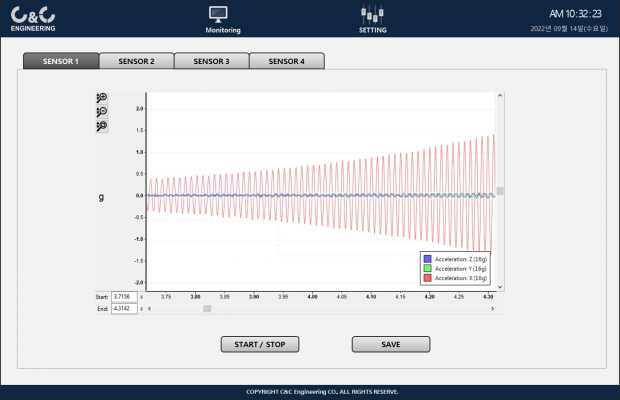 C&C
ENGINEERING
Monitoring
SETTING
AM 10:32:23
2022년 09월 14일(수요일)
SENSOR 1
SENSOR 2
SENSOR 3
SENSOR 4
g
2.0
1.5
1.0
0.5
0.0
-0.5
-1.0
-1.5
-2.0
Acceleration: Z (16g)
Acceleration: Y (16g)
Acceleration: X (16g)
Start: 3.7156 s
3.75 3.80 3.85 3.90 3.95 4.00 4.05 4.10 4.15 4.20 4.25 4.30
End: 4.3142 s
START / STOP
SAVE
COPYRIGHT C&C Engineering CO., ALL RIGHTS RESERVE.